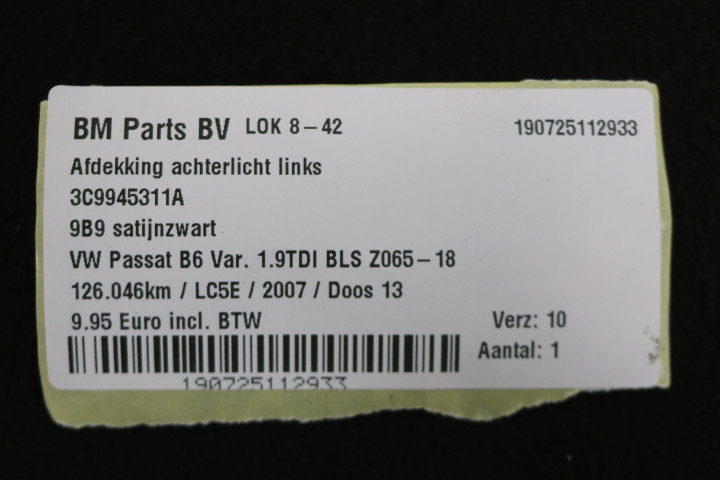 BM Parts BV LOK 8-42 190725112933
Afdekking achterlicht links
3C9945311A
9B9 satijnzwart
VW Passat B6 Var. 1.9TDI BLS Z065-18
126.046km / LC5E / 2007 / Doos 13
9.95 Euro incl. BTW Verz: 10
Aantal: 1
190725112933